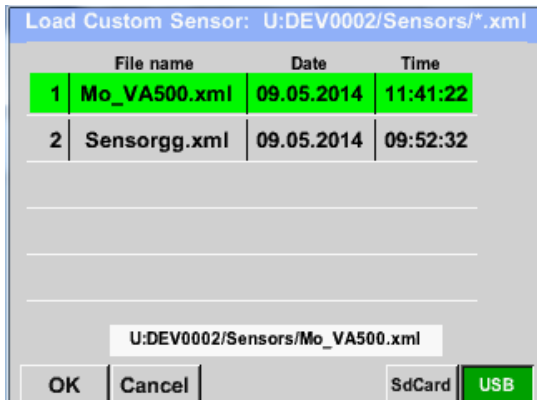 Load Custom Sensor: U:DEV0002/Sensors/*.xml
File name Date Time
1 Mo_VA500.xml 09.05.2014 11:41:22
2 Sensorgg.xml 09.05.2014 09:52:32
U:DEV0002/Sensors/Mo_VA500.xml
OK Cancel SdCard USB